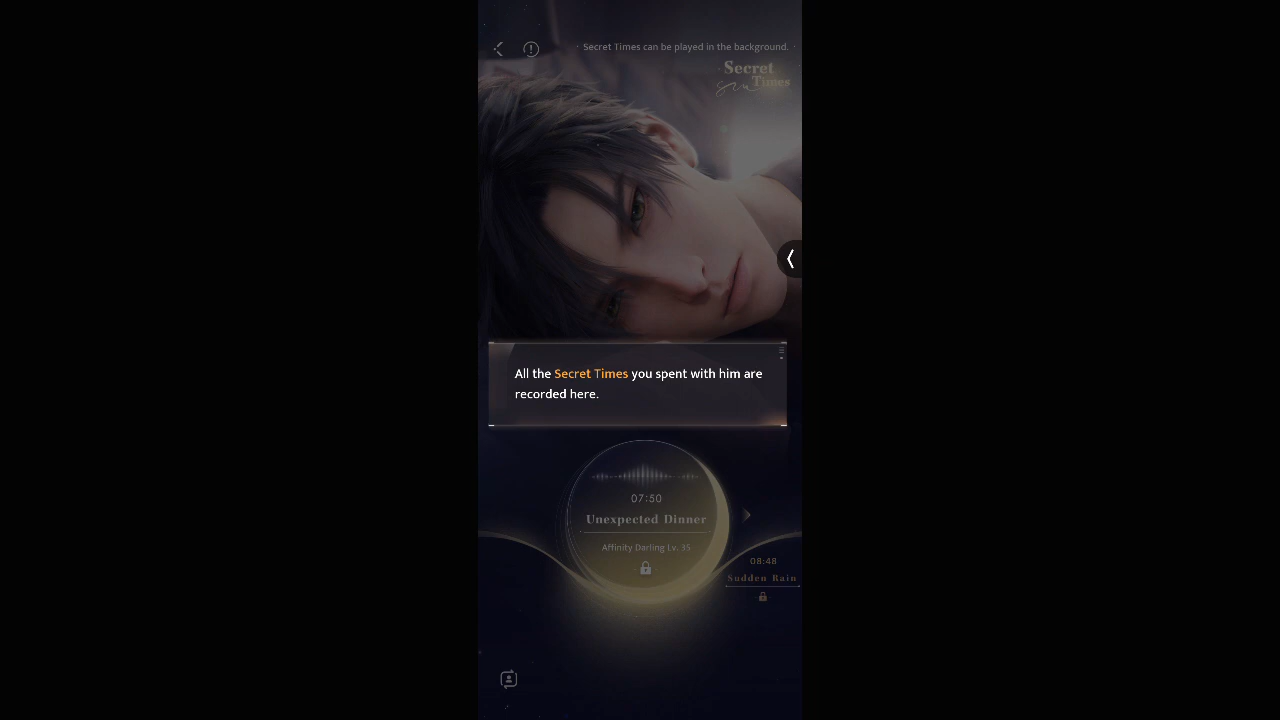 · Secret Times can be played in the background. ·
Secret
Times
All the Secret Times you spent with him are
recorded here.
07:50
Unexpected Dinner
Affinity Darling Lv. 35
08:48
Sudden Rain